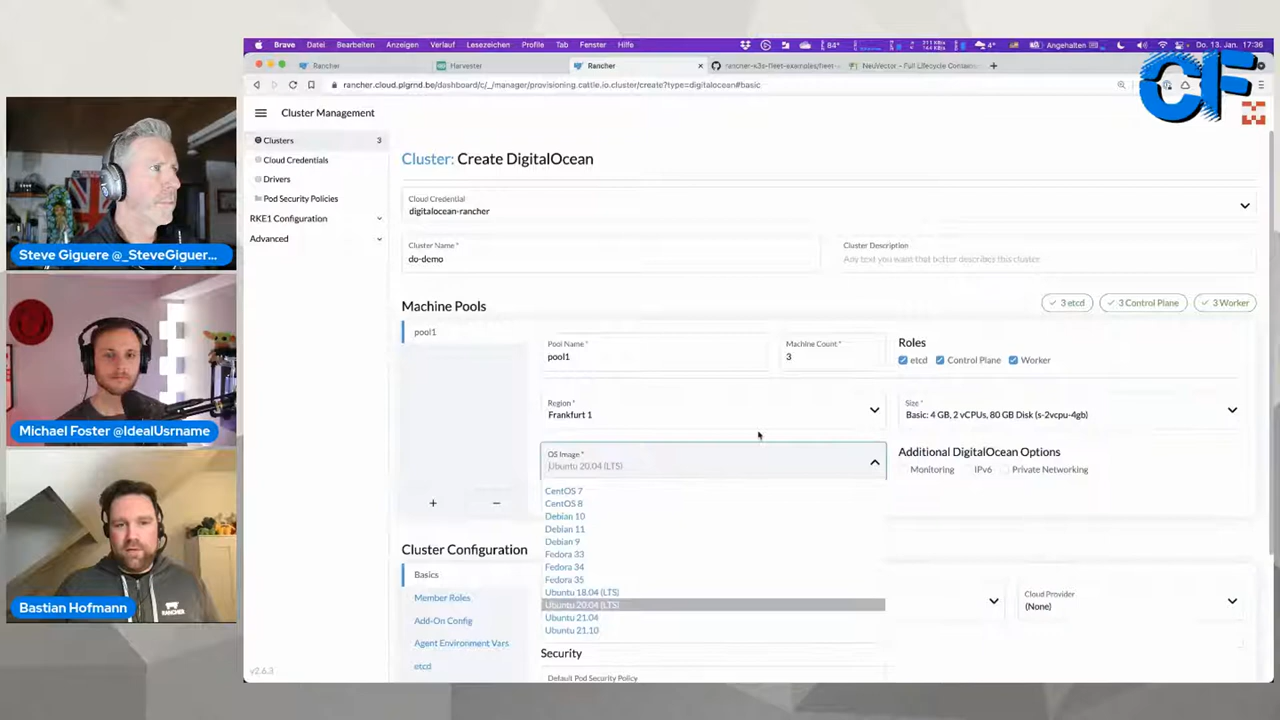 Brave Datei Bearbeiten Anzeigen Verlauf Lesezeichen Profile Tab Fenster Hilfe
84° 4° Angehalten Do. 13. Jan. 17:36
Rancher Harvester Rancher rancher-k3s-fleet-examples/fleet- NeuVector - Full Lifecycle Contain
rancher.cloud.plgrnd.be/dashboard/c/_/manager/provisioning.cattle.io.cluster/create?type=digitalocean#basic
CF
Cluster Management
Clusters 3
Cloud Credentials
Drivers
Pod Security Policies
RKE1 Configuration
Advanced
v2.6.3
Cluster: Create DigitalOcean
Cloud Credential
digitalocean-rancher
Cluster Name *
do-demo
Cluster Description
Any text you want that better describes this cluster
Machine Pools
3 etcd 3 Control Plane 3 Worker
pool1
Pool Name *
pool1
Machine Count *
3
Roles
etcd Control Plane Worker
Region *
Frankfurt 1
Size *
Basic: 4 GB, 2 vCPUs, 80 GB Disk (s-2vcpu-4gb)
OS Image *
Ubuntu 20.04 (LTS)
Additional DigitalOcean Options
Monitoring IPv6 Private Networking
CentOS 7
CentOS 8
Debian 10
Debian 11
Debian 9
Fedora 33
Fedora 34
Fedora 35
Ubuntu 18.04 (LTS)
Ubuntu 20.04 (LTS)
Ubuntu 21.04
Ubuntu 21.10
+ −
Cluster Configuration
Basics
Member Roles
Add-On Config
Agent Environment Vars
etcd
Cloud Provider
(None)
Security
Default Pod Security Policy
Steve Giguere @_SteveGiguer...
Michael Foster @IdealUsrname
RANCHER
Bastian Hofmann